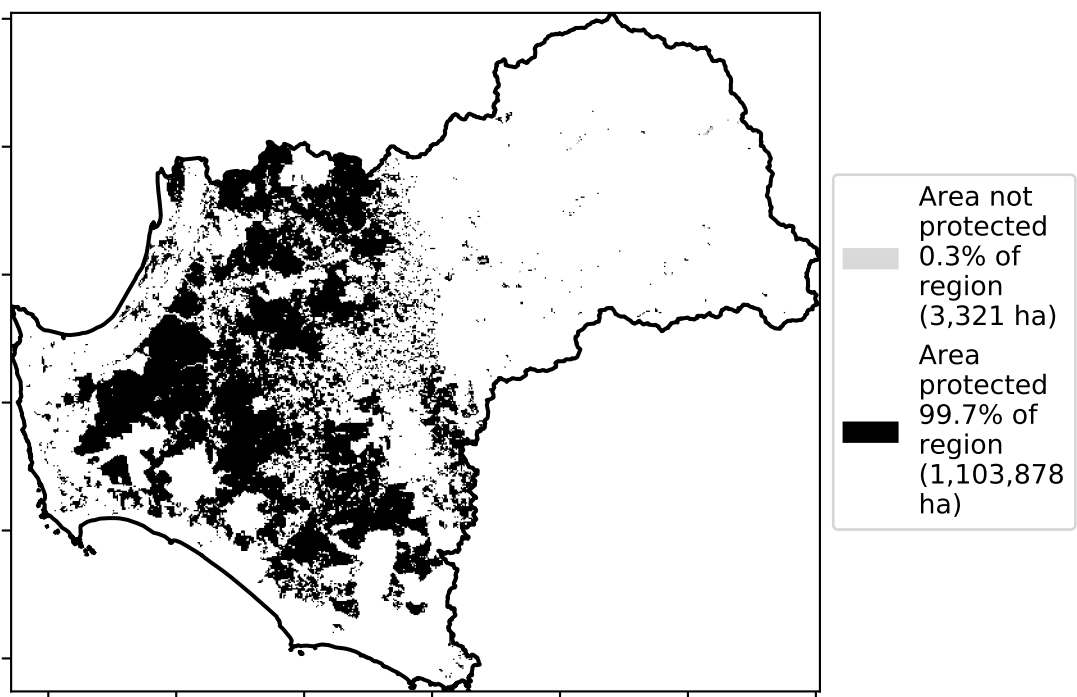 Area not
protected
0.3% of
region
(3,321 ha)
Area
protected
99.7% of
region
(1,103,878
ha)